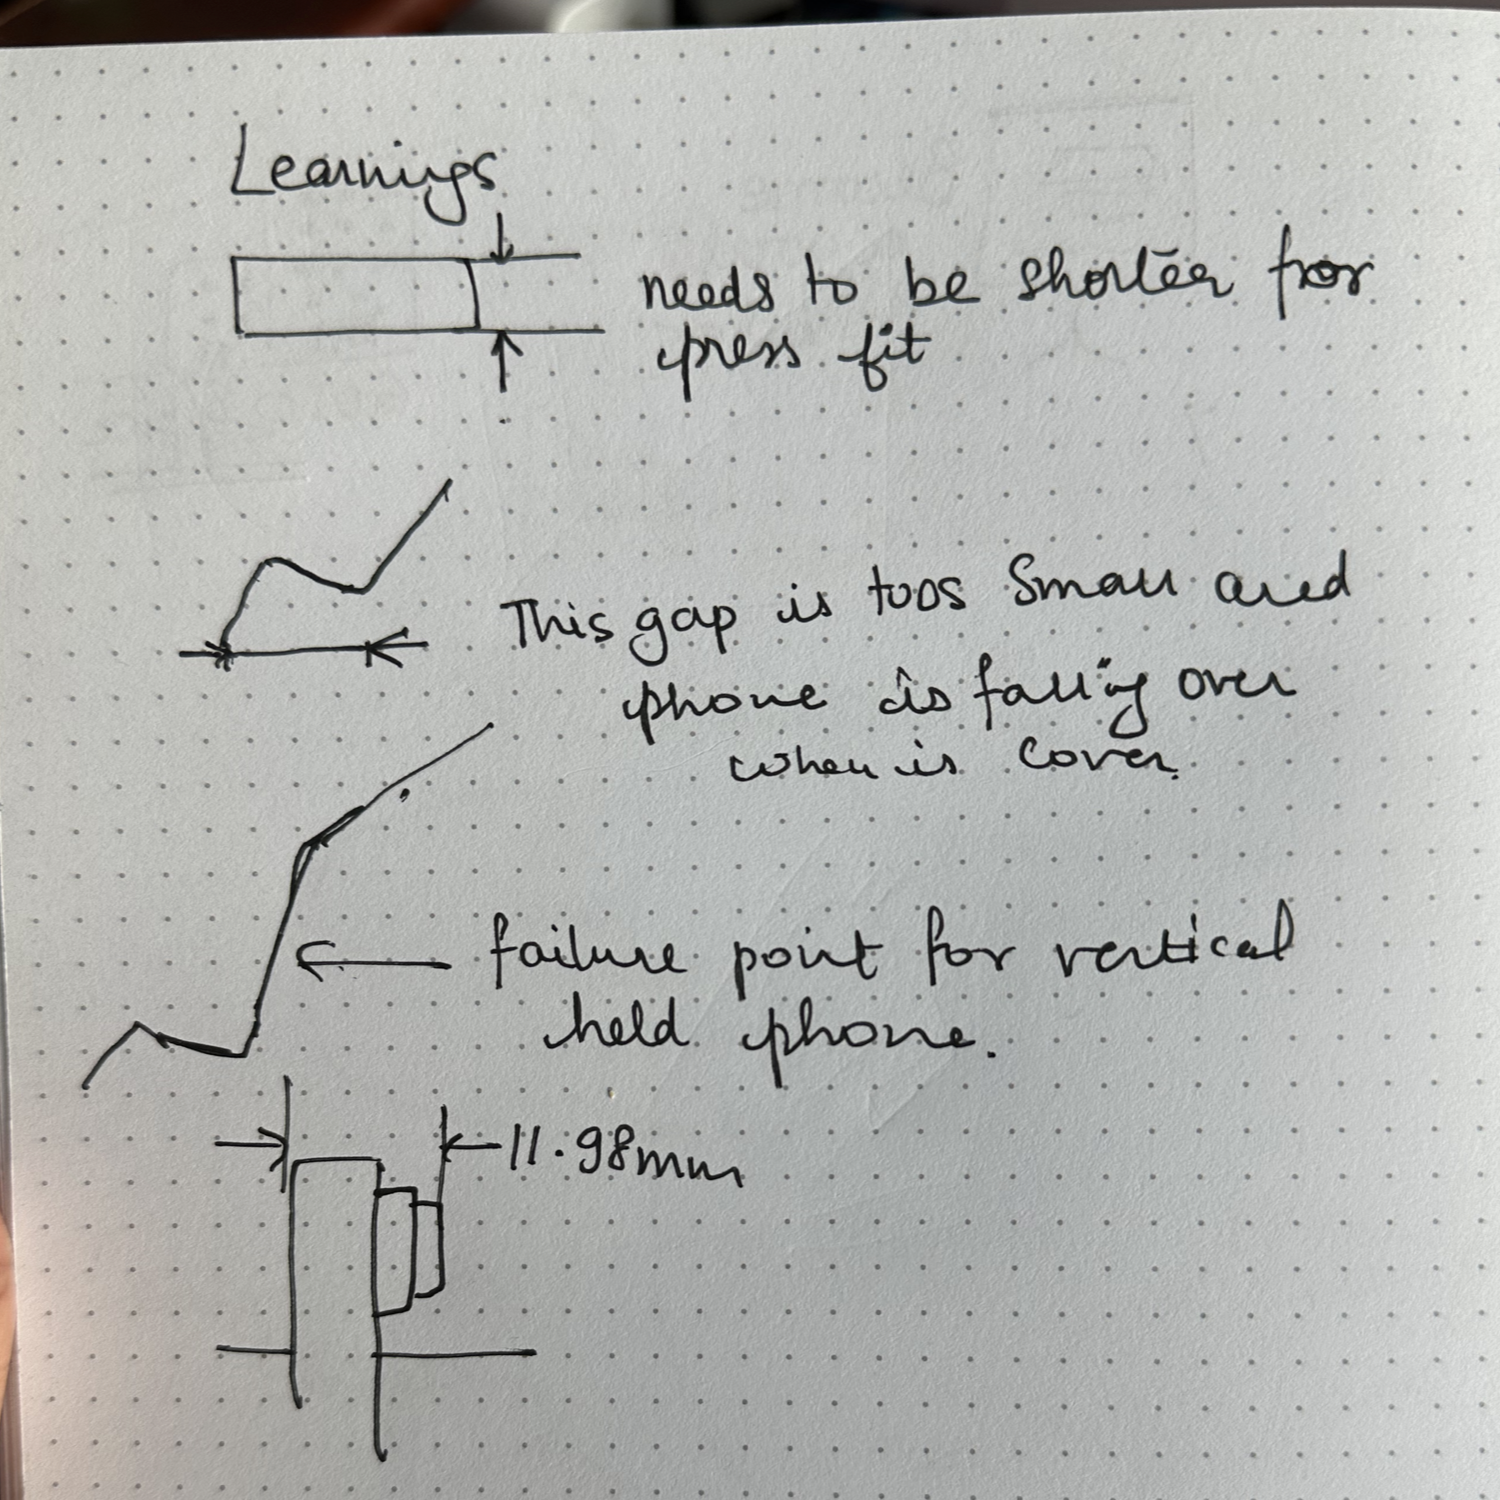 Learnings
needs to be shorter for
press fit
This gap is too small and
phone is falling over
when is cover.
failure point for vertical
held phone.
11.98mm